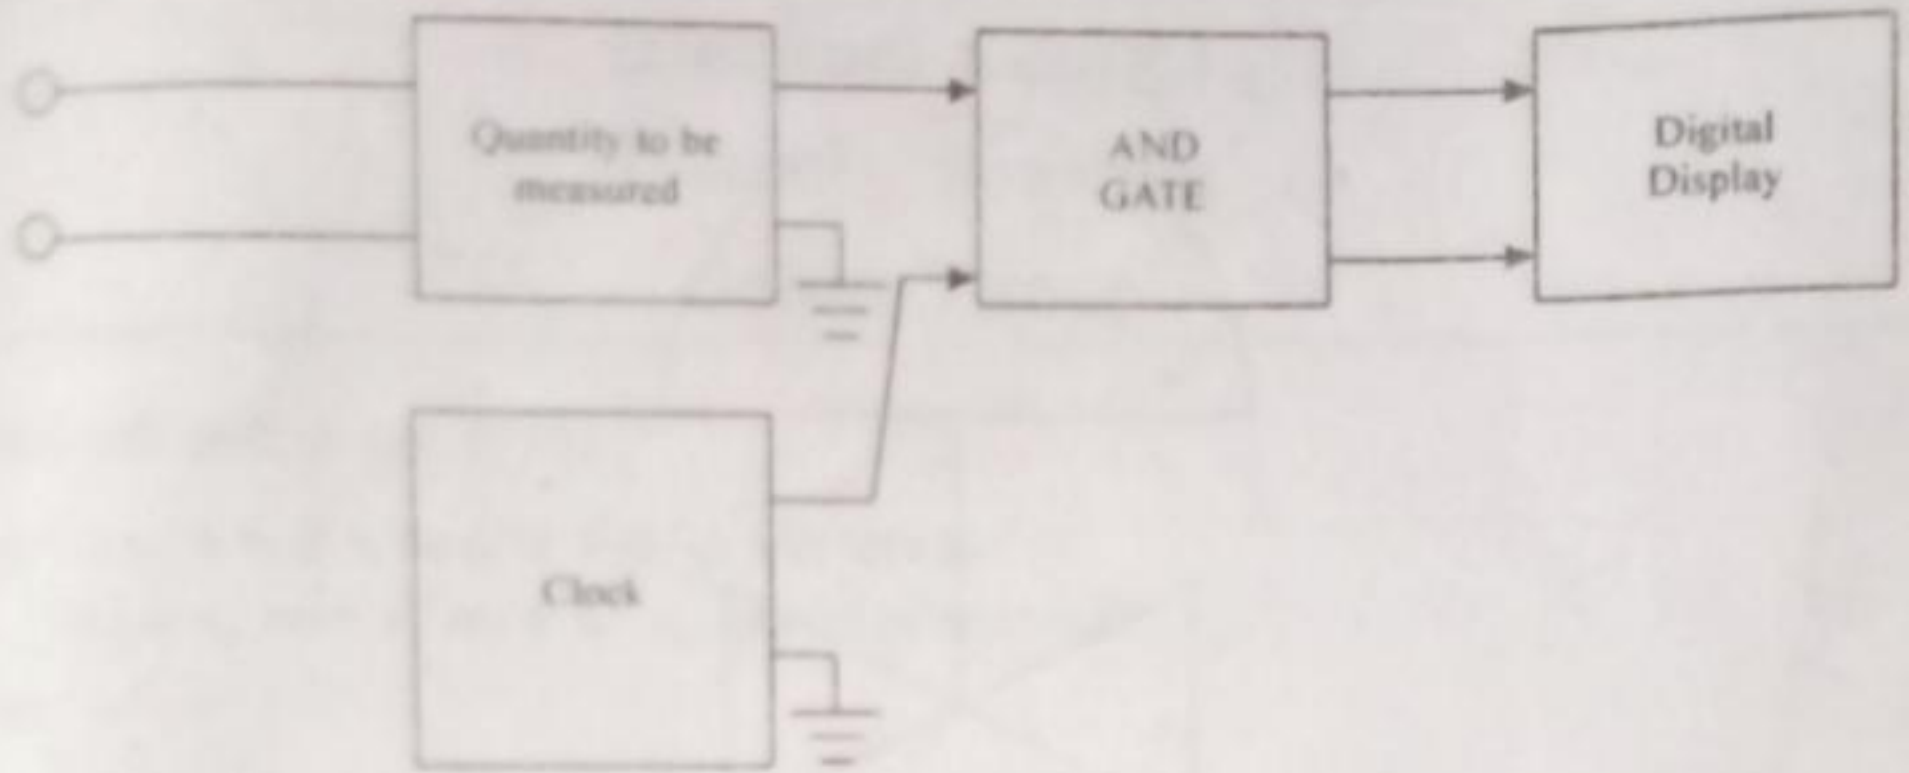 Quantity to be
measured
AND
GATE
Digital
Display
Clock